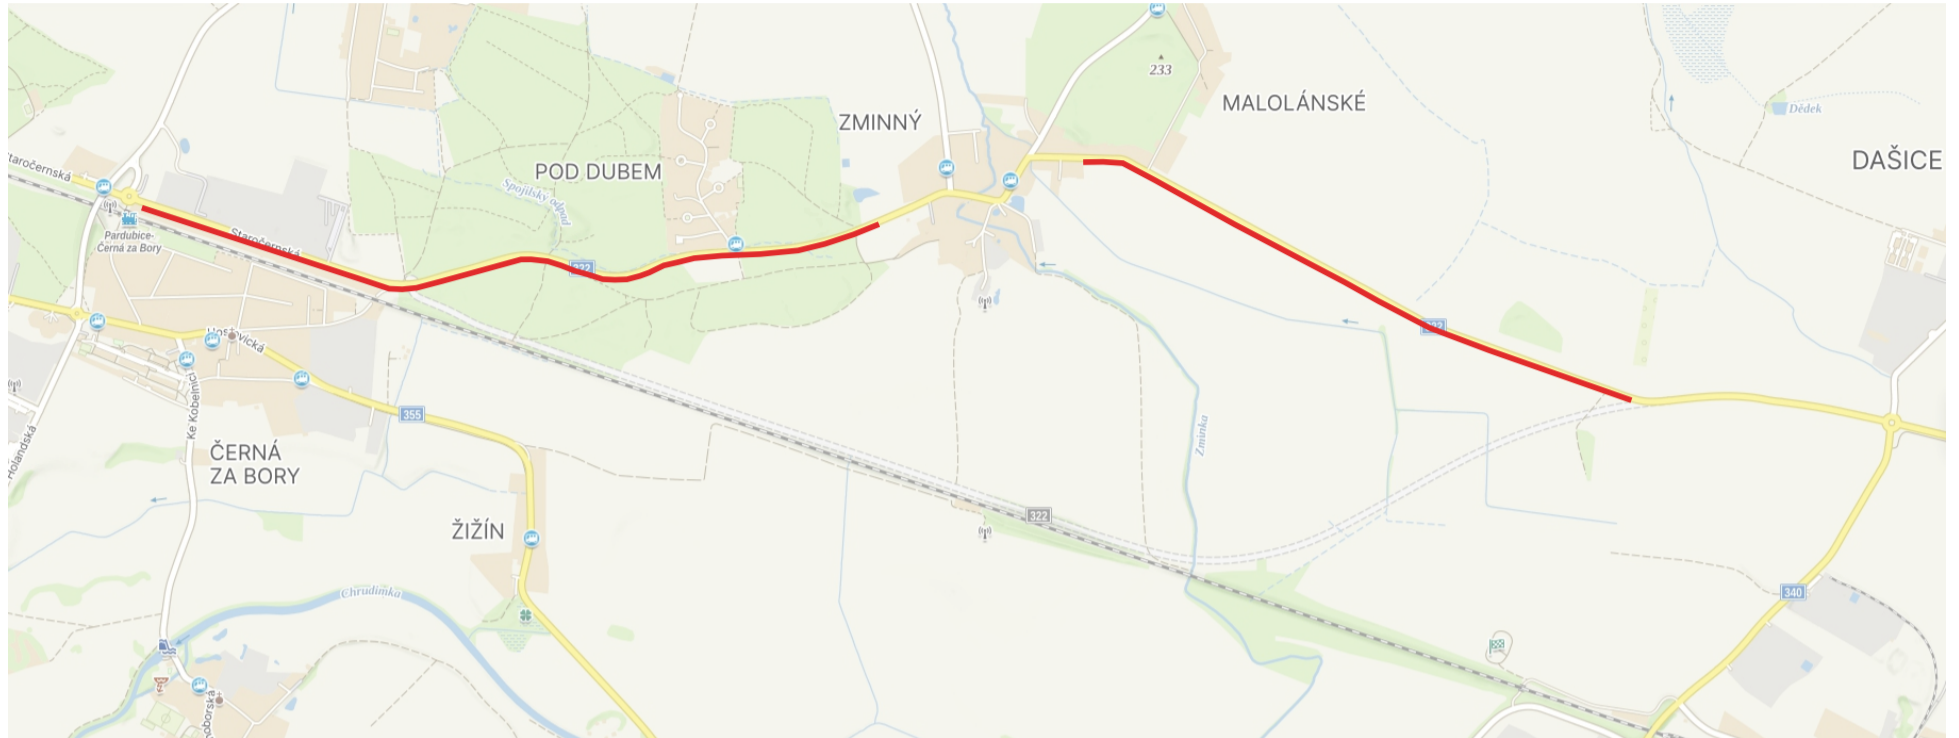 233
MALOLÁNSKÉ
Dědek
ZMINNÝ
DAŠICE
POD DUBEM
Spojilský odpad
Staročernská
Pardubice-
Černá za Bory
Staročernská
322
322
Hostovická
355
Ke Kobelnici
Holandská
ČERNÁ
ZA BORY
Zminka
322
ŽIŽÍN
Chrudimka
340